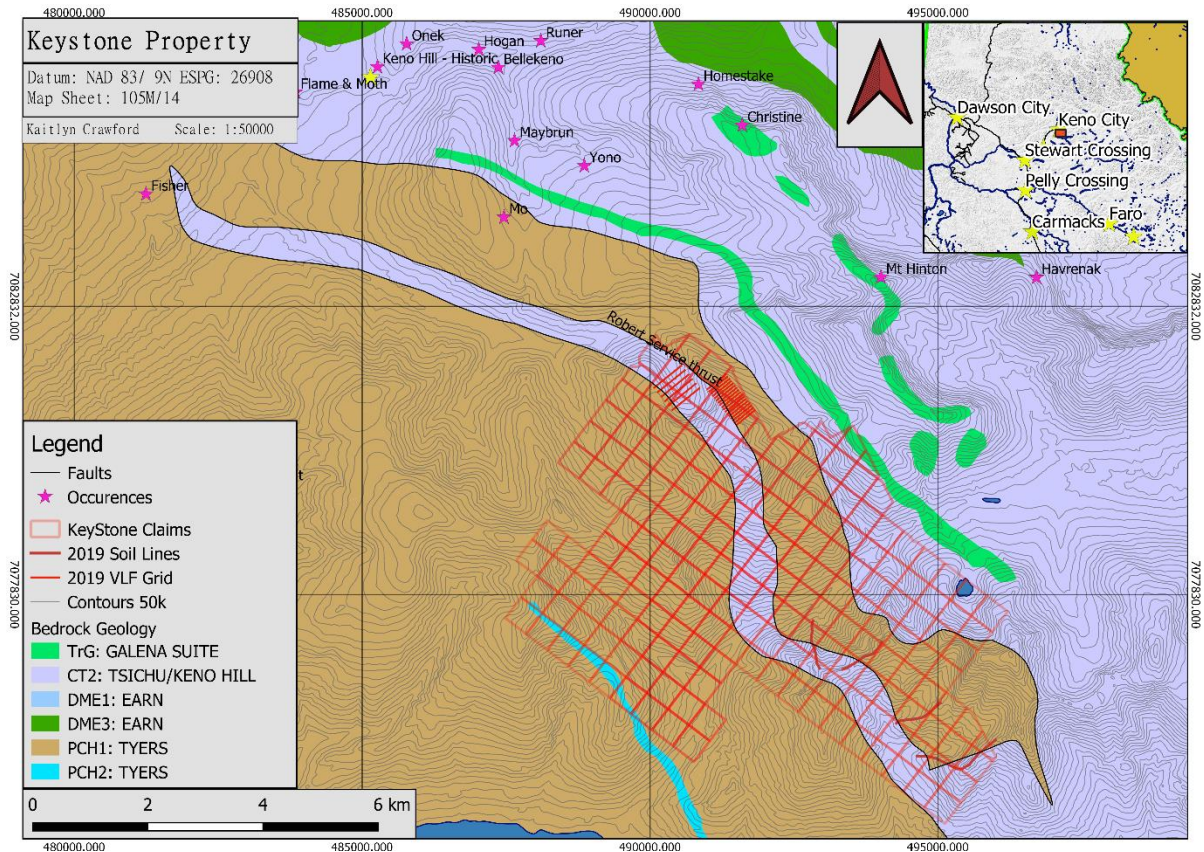 480000.000
485000.000
490000.000
495000.000
Keystone Property
Datum: NAD 83/ 9N ESPG: 26908
Map Sheet: 105M/14
Kaitlyn Crawford Scale: 1:50000
Onek
Hogan
Runer
Keno Hill - Historic Bellekeno
Flame & Moth
Homestake
Christine
Maybrun
Yono
Fisher
Mo
Mt Hinton
Havrenak
Dawson City
Keno City
Stewart Crossing
Pelly Crossing
Faro
Carmacks
7082832.000
7082832.000
Robert Service thrust
t
Legend
Faults
Occurences
KeyStone Claims
2019 Soil Lines
2019 VLF Grid
Contours 50k
Bedrock Geology
TrG: GALENA SUITE
CT2: TSICHU/KENO HILL
DME1: EARN
DME3: EARN
PCH1: TYERS
PCH2: TYERS
7077830.000
7077830.000
0 2 4 6 km
480000.000
485000.000
490000.000
495000.000